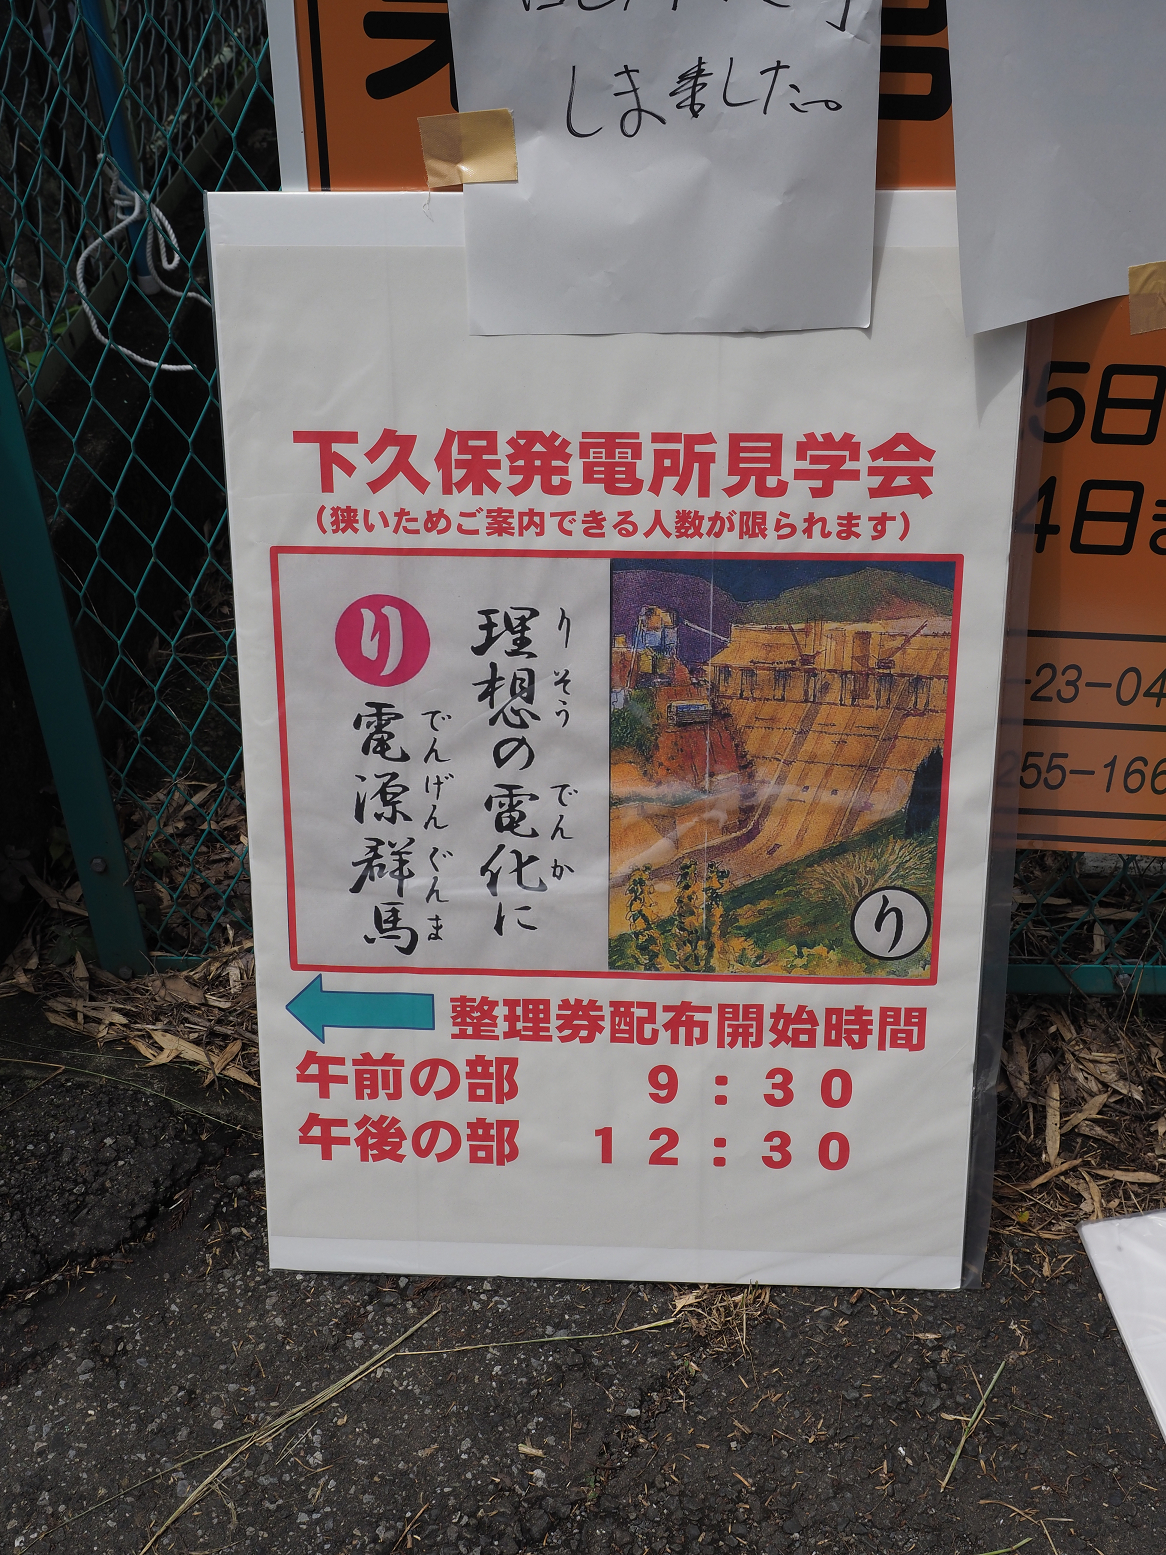 しました。
下久保発電所見学会
(狭いためご案内できる人数が限られます)
理想の電化に
りそう でんか
り
電源群馬
でんげんぐんま
り
整理券配布開始時間
午前の部 9:30
午後の部 12:30
5日
4日
-23-04
255-166